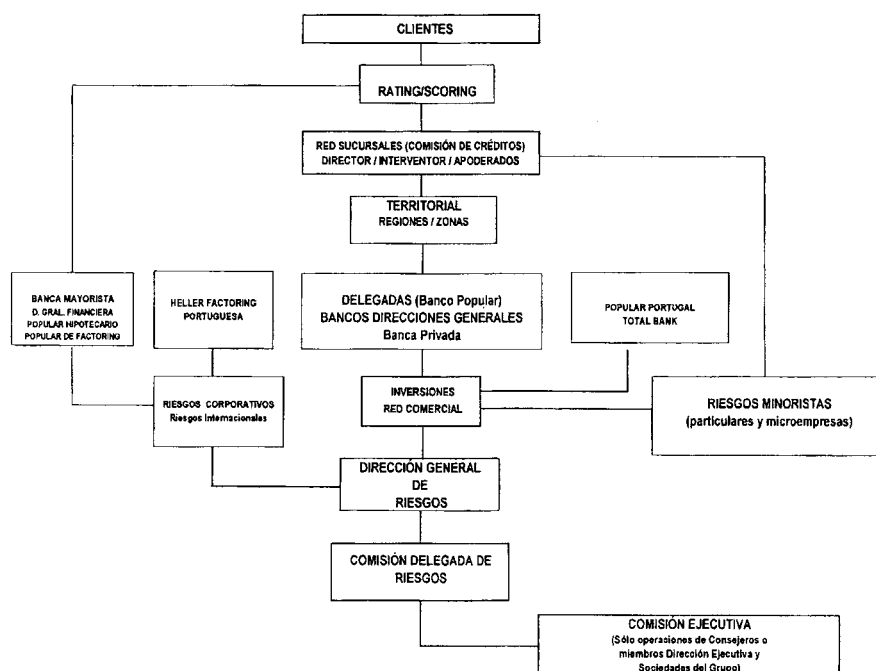 CLIENTES
RATING/SCORING
RED SUCURSALES (COMISIÓN DE CRÉDITOS)
DIRECTOR / INTERVENTOR / APODERADOS
TERRITORIAL
REGIONES / ZONAS
BANCA MAYORISTA
D. GRAL. FINANCIERA
POPULAR HIPOTECARIO
POPULAR DE FACTORING
HELLER FACTORING
PORTUGUESA
DELEGADAS (Banco Popular)
BANCOS DIRECCIONES GENERALES
Banca Privada
POPULAR PORTUGAL
TOTAL BANK
RIESGOS CORPORATIVOS
Riesgos Internacionales
INVERSIONES
RED COMERCIAL
RIESGOS MINORISTAS
(particulares y microempresas)
DIRECCIÓN GENERAL
DE
RIESGOS
COMISIÓN DELEGADA DE
RIESGOS
COMISIÓN EJECUTIVA
(Sólo operaciones de Consejeros o
miembros Dirección Ejecutiva y
Sociedades del Grupo)